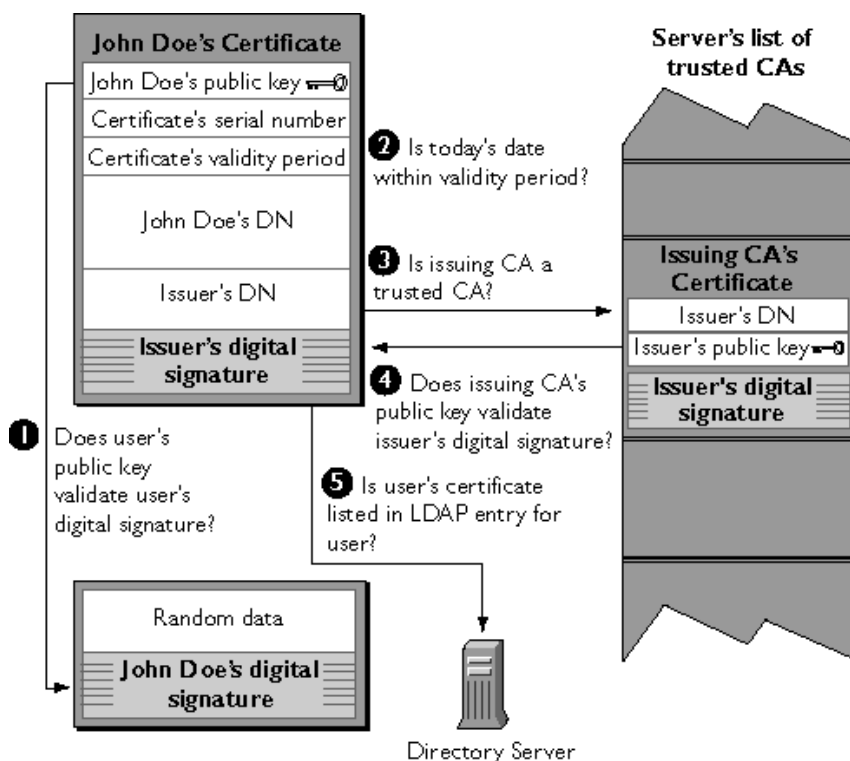 John Doe's Certificate
John Doe's public key
Certificate's serial number
Certificate's validity period
John Doe's DN
Issuer's DN
Issuer's digital
signature
Server's list of
trusted CAs
2 Is today's date
within validity period?
3 Is issuing CA a
trusted CA?
Issuing CA's
Certificate
Issuer's DN
Issuer's public key
Issuer's digital
signature
4 Does issuing CA's
public key validate
issuer's digital signature?
1 Does user's
public key
validate user's
digital signature?
5 Is user's certificate
listed in LDAP entry for
user?
Random data
John Doe's digital
signature
Directory Server